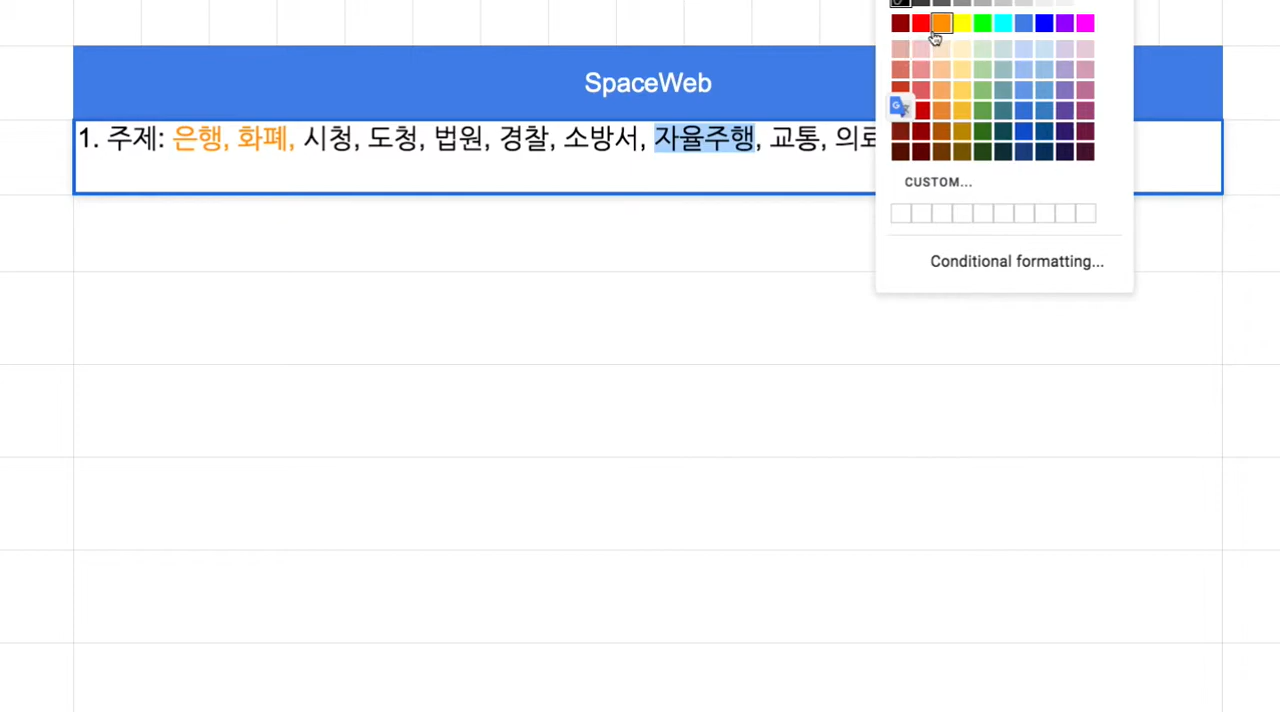 SpaceWeb
1. 주제: 은행, 화폐, 시청, 도청, 법원, 경찰, 소방서, 자율주행, 교통, 의료
CUSTOM...
Conditional formatting...